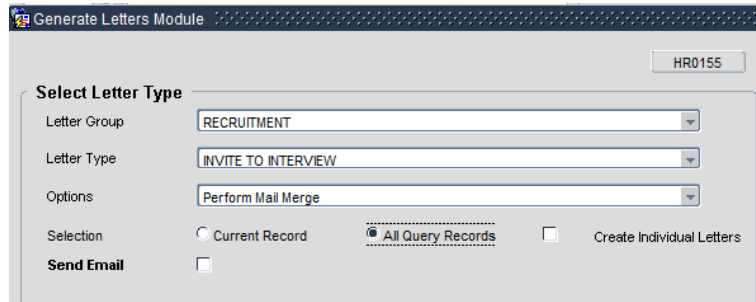 Generate Letters Module
HR0155
Select Letter Type
Letter Group RECRUITMENT
Letter Type INVITE TO INTERVIEW
Options Perform Mail Merge
Selection Current Record All Query Records Create Individual Letters
Send Email